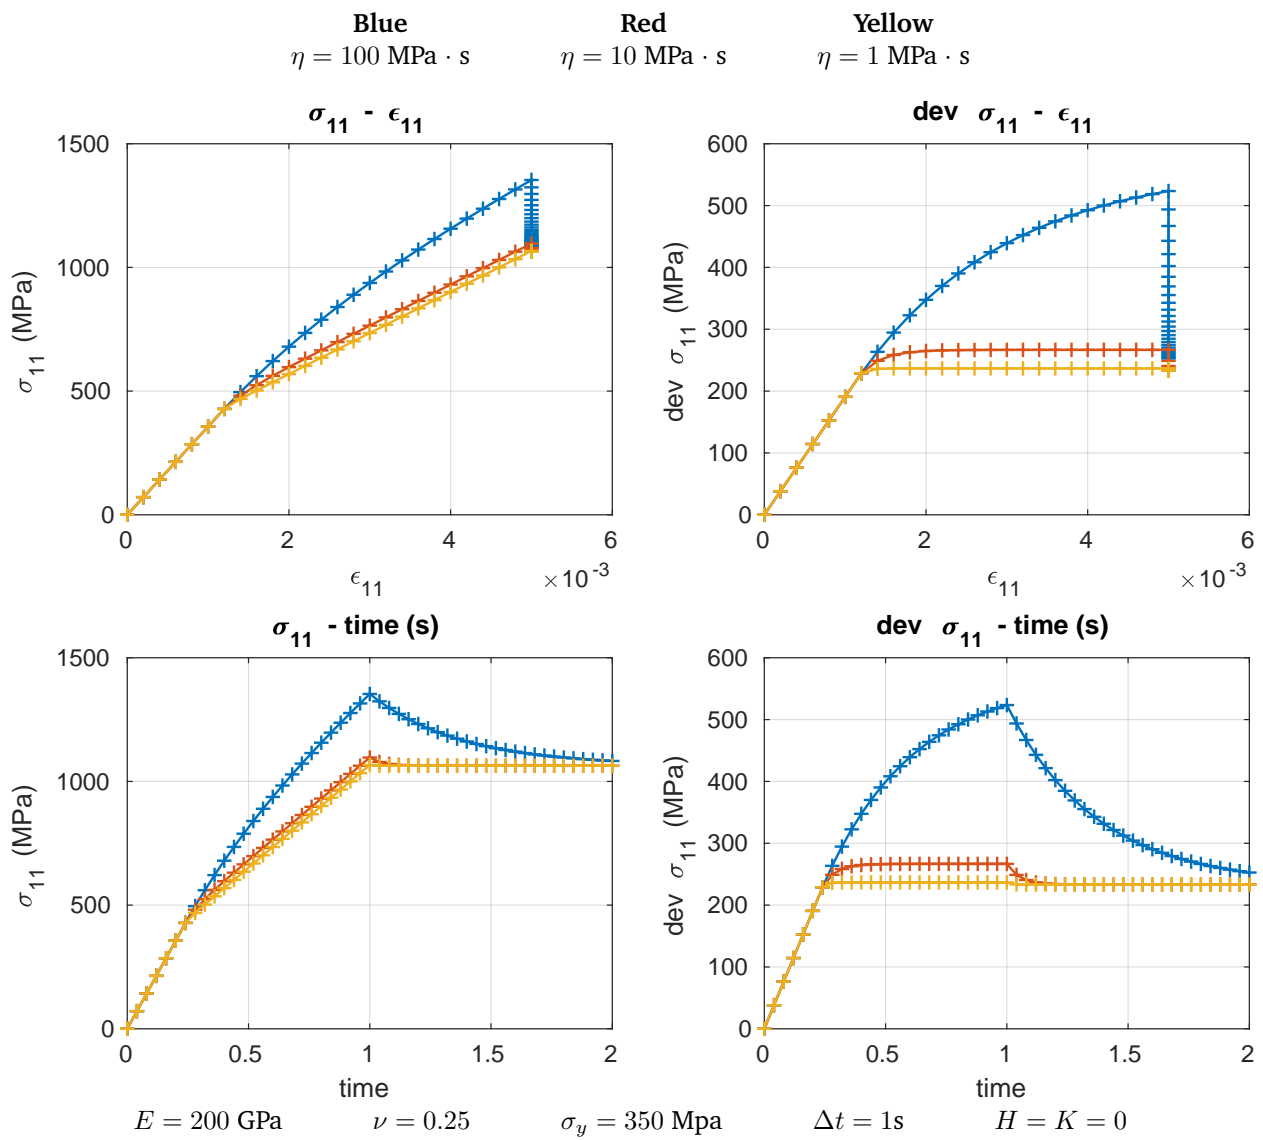 Blue Red Yellow
η = 100 MPa · s η = 10 MPa · s η = 1 MPa · s
σ11 - ϵ11
dev σ11 - ϵ11
1500
1000
500
0
σ11 (MPa)
0 2 4 6
ϵ11 ×10-3
600
500
400
300
200
100
0
dev σ11 (MPa)
0 2 4 6
ϵ11 ×10-3
σ11 - time (s)
dev σ11 - time (s)
1500
1000
500
0
σ11 (MPa)
0 0.5 1 1.5 2
time
600
500
400
300
200
100
0
dev σ11 (MPa)
0 0.5 1 1.5 2
time
E = 200 GPa ν = 0.25 σy = 350 Mpa Δt = 1s H = K = 0